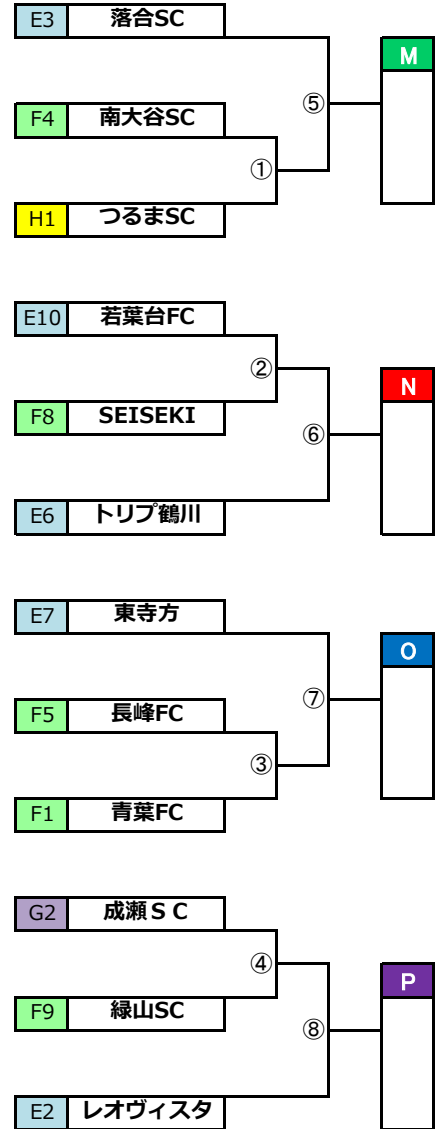 E3 落合SC
M
⑤
F4 南大谷SC
①
H1 つるまSC
E10 若葉台FC
②
N
F8 SEISEKI
⑥
E6 トリプ鶴川
E7 東寺方
O
⑦
F5 長峰FC
③
F1 青葉FC
G2 成瀬ＳＣ
④
P
F9 緑山SC
⑧
E2 レオヴィスタ